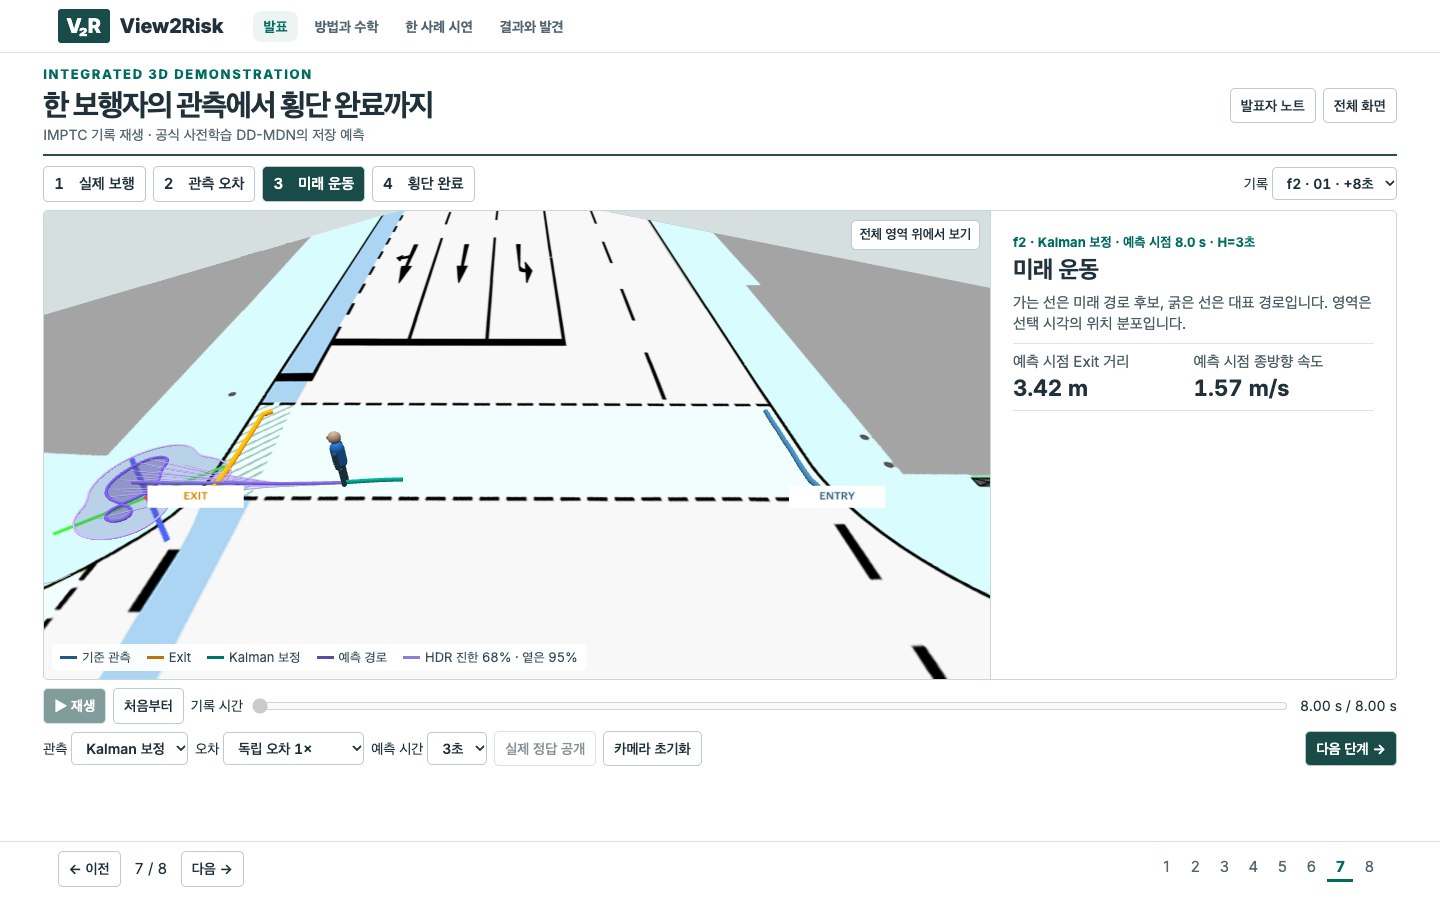 V2R View2Risk 발표 방법과 수학 한 사례 시연 결과와 발견
INTEGRATED 3D DEMONSTRATION
한 보행자의 관측에서 횡단 완료까지
IMPTC 기록 재생 · 공식 사전학습 DD-MDN의 저장 예측
발표자 노트 전체 화면
1 실제 보행 2 관측 오차 3 미래 운동 4 횡단 완료
기록 f2 · 01 · +8초
전체 영역 위에서 보기
EXIT
ENTRY
기준 관측 Exit Kalman 보정 예측 경로 HDR 진한 68% · 옅은 95%
f2 · Kalman 보정 · 예측 시점 8.0 s · H=3초
미래 운동
가는 선은 미래 경로 후보, 굵은 선은 대표 경로입니다. 영역은
선택 시각의 위치 분포입니다.
예측 시점 Exit 거리 예측 시점 종방향 속도
3.42 m 1.57 m/s
▶ 재생 처음부터 기록 시간 8.00 s / 8.00 s
관측 Kalman 보정 오차 독립 오차 1× 예측 시간 3초 실제 정답 공개 카메라 초기화 다음 단계 →
← 이전 7 / 8 다음 → 1 2 3 4 5 6 7 8